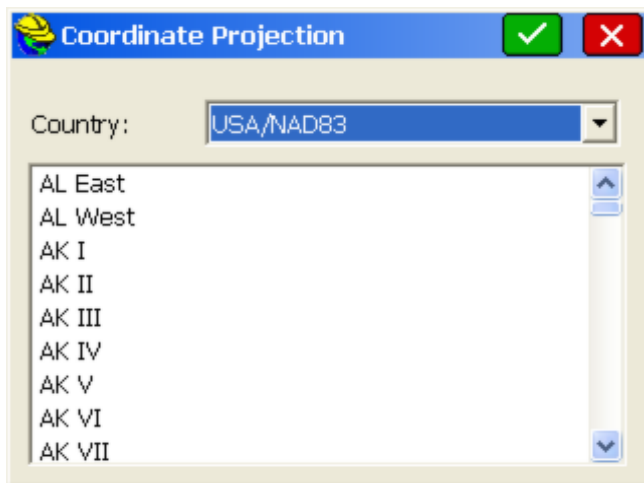 Coordinate Projection
Country: USA/NAD83
AL East
AL West
AK I
AK II
AK III
AK IV
AK V
AK VI
AK VII